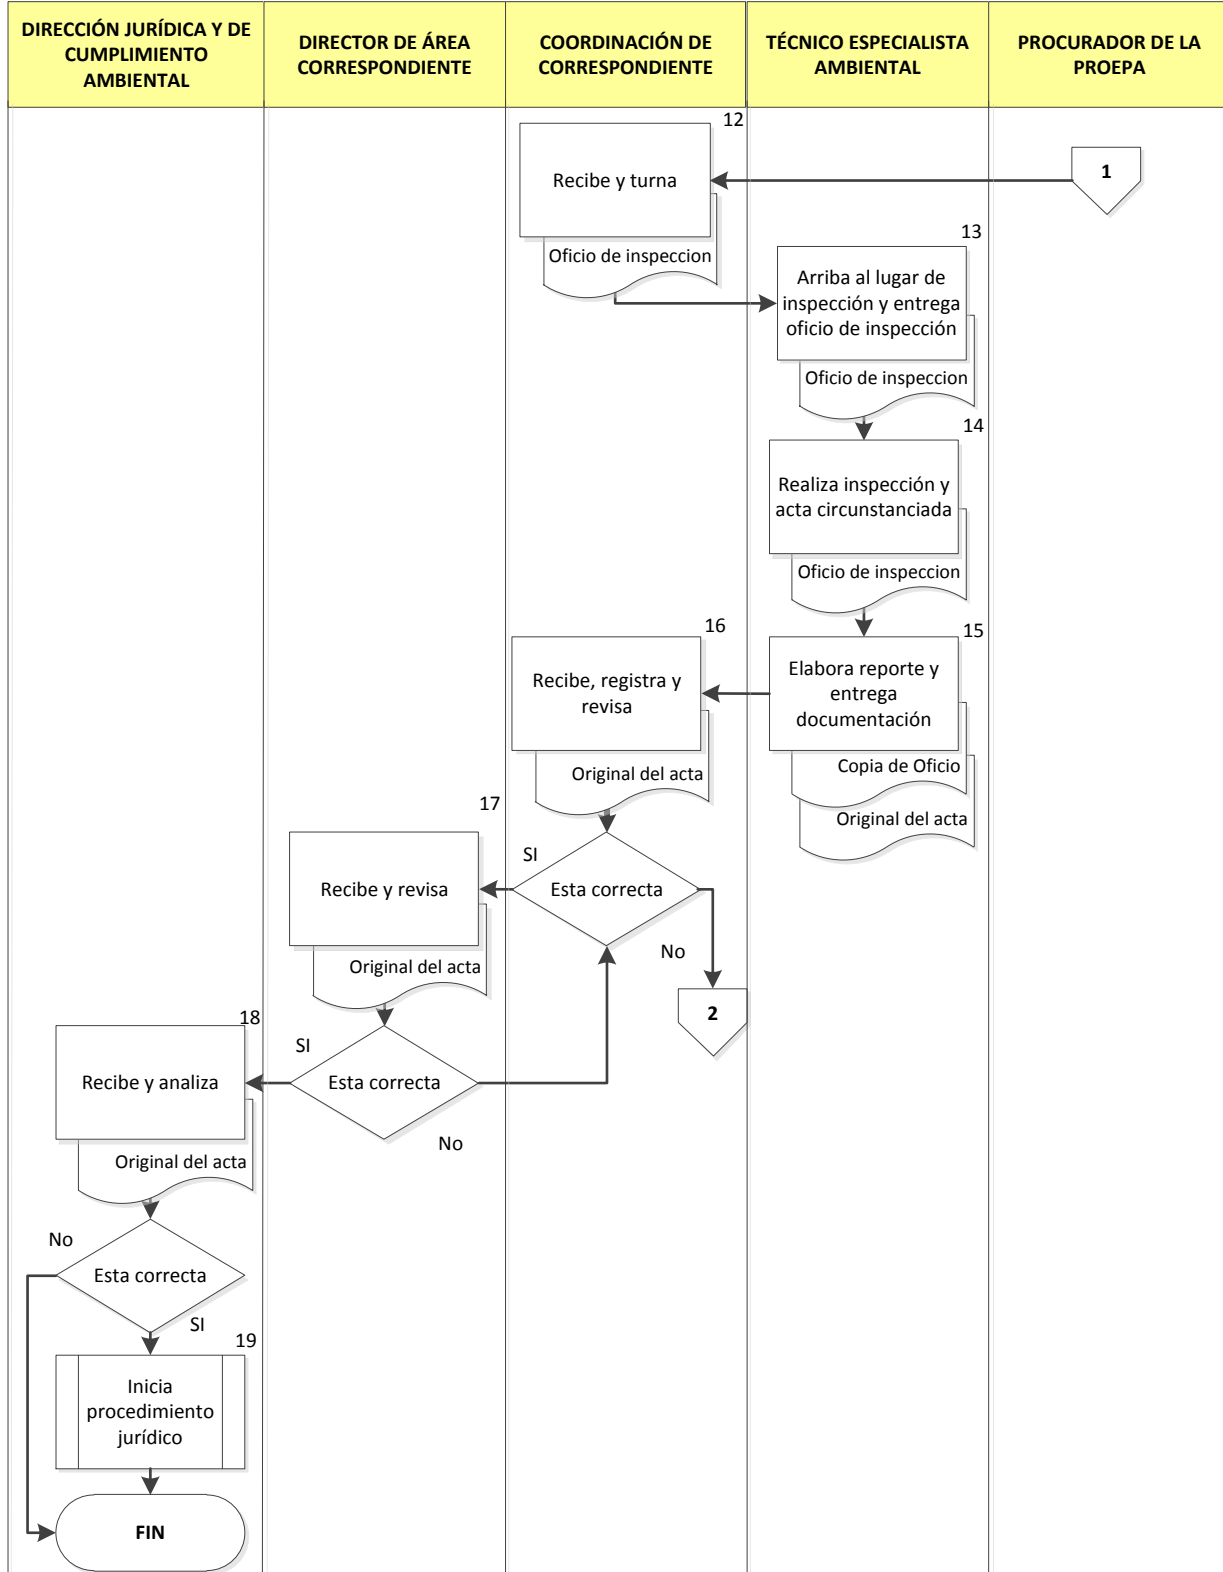 DIRECCIÓN JURÍDICA Y DE
CUMPLIMIENTO
AMBIENTAL
DIRECTOR DE ÁREA
CORRESPONDIENTE
COORDINACIÓN DE
CORRESPONDIENTE
TÉCNICO ESPECIALISTA
AMBIENTAL
PROCURADOR DE LA
PROEPA
12
Recibe y turna
1
Oficio de inspeccion
13
Arriba al lugar de
inspección y entrega
oficio de inspección
Oficio de inspeccion
14
Realiza inspección y
acta circunstanciada
Oficio de inspeccion
15
Elabora reporte y
entrega
documentación
Copia de Oficio
Original del acta
16
Recibe, registra y
revisa
Original del acta
SI
Esta correcta
No
2
17
Recibe y revisa
Original del acta
SI
Esta correcta
No
18
Recibe y analiza
Original del acta
No
Esta correcta
SI
19
Inicia
procedimiento
jurídico
FIN